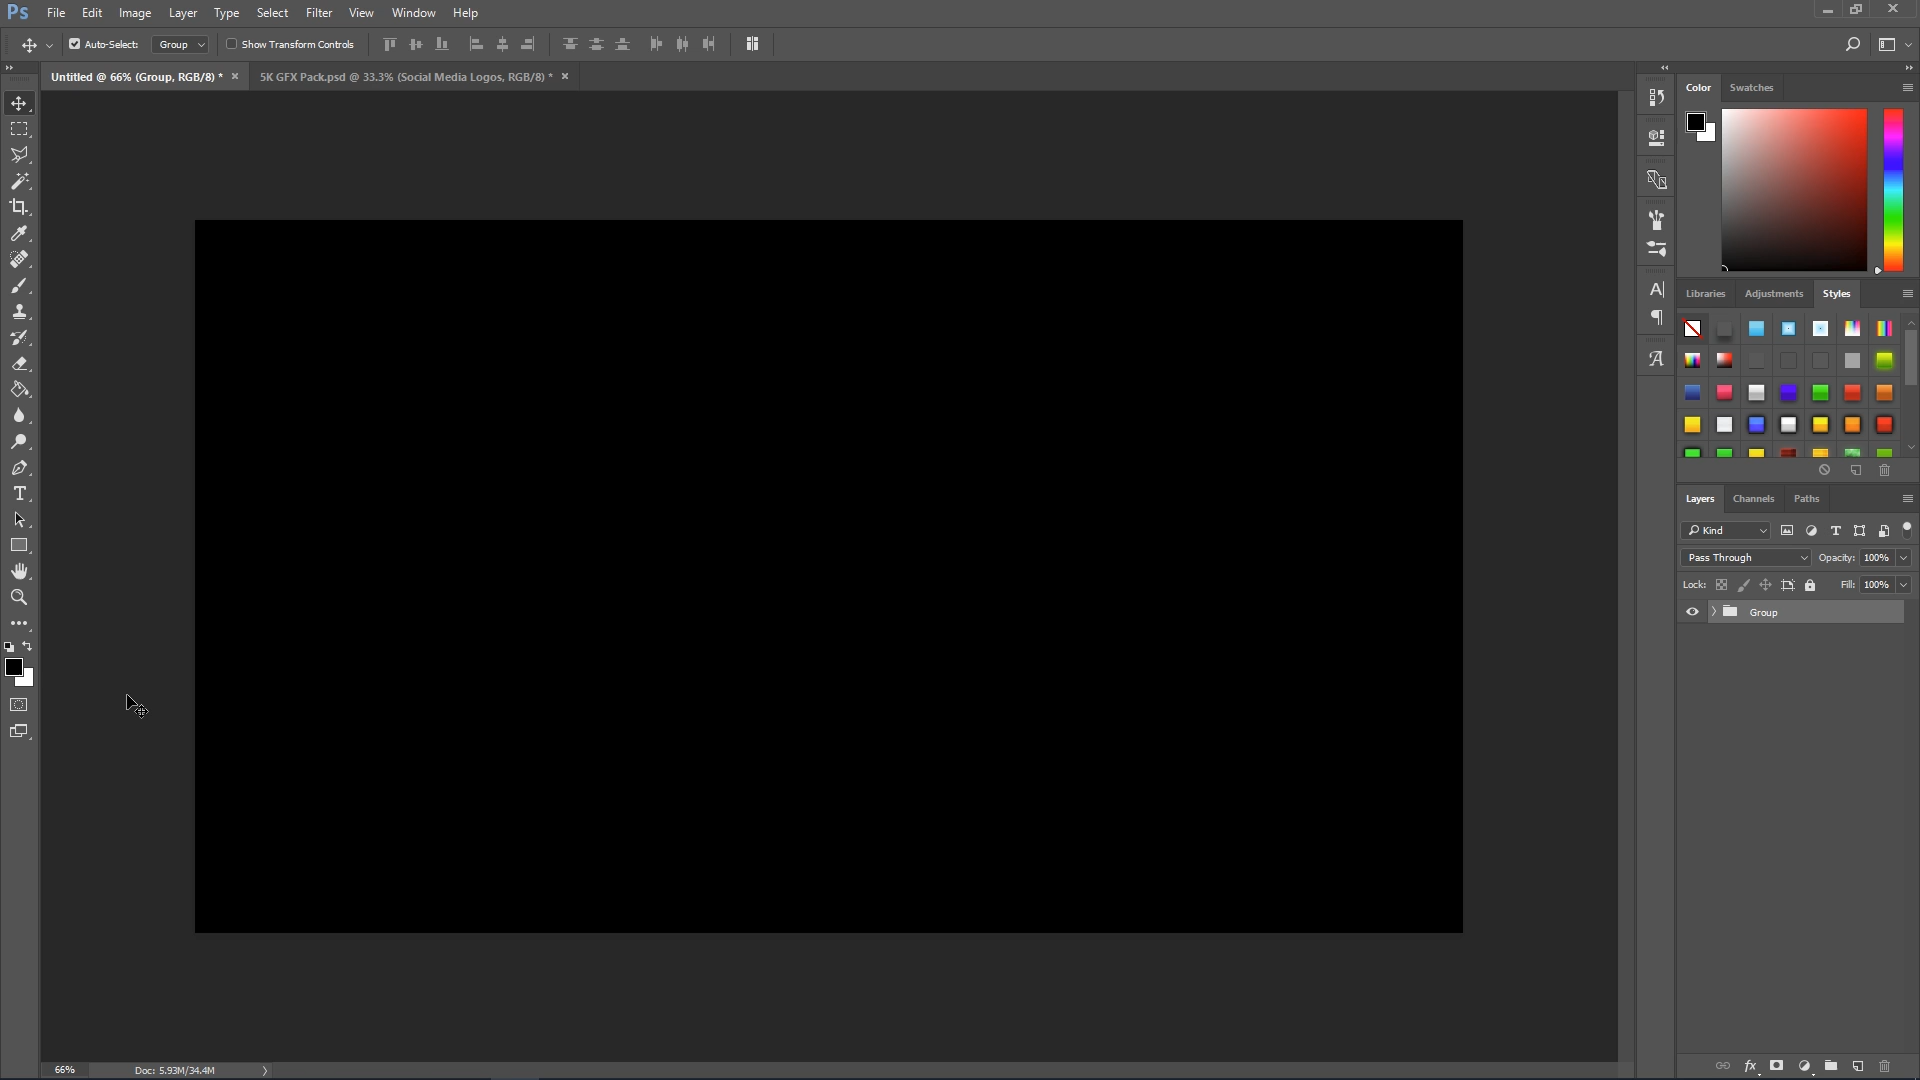 Ps File Edit Image Layer Type Select Filter View Window Help
Auto-Select: Group Show Transform Controls
Untitled @ 66% (Group, RGB/8) * × 5K GFX Pack.psd @ 33.3% (Social Media Logos, RGB/8) * ×
Color Swatches
Libraries Adjustments Styles
Layers Channels Paths
Kind
Pass Through Opacity: 100%
Lock: Fill: 100%
Group
66% Doc: 5.93M/34.4M
fx